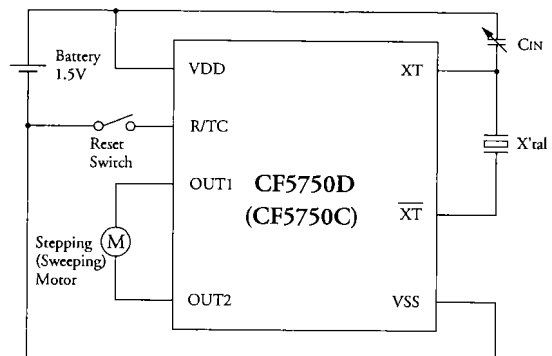 Battery
1.5V
VDD
XT
CIN
R/TC
Reset
Switch
X'tal
OUT1
CF5750D
(CF5750C)
XT
Stepping
(Sweeping)
Motor
M
OUT2
VSS